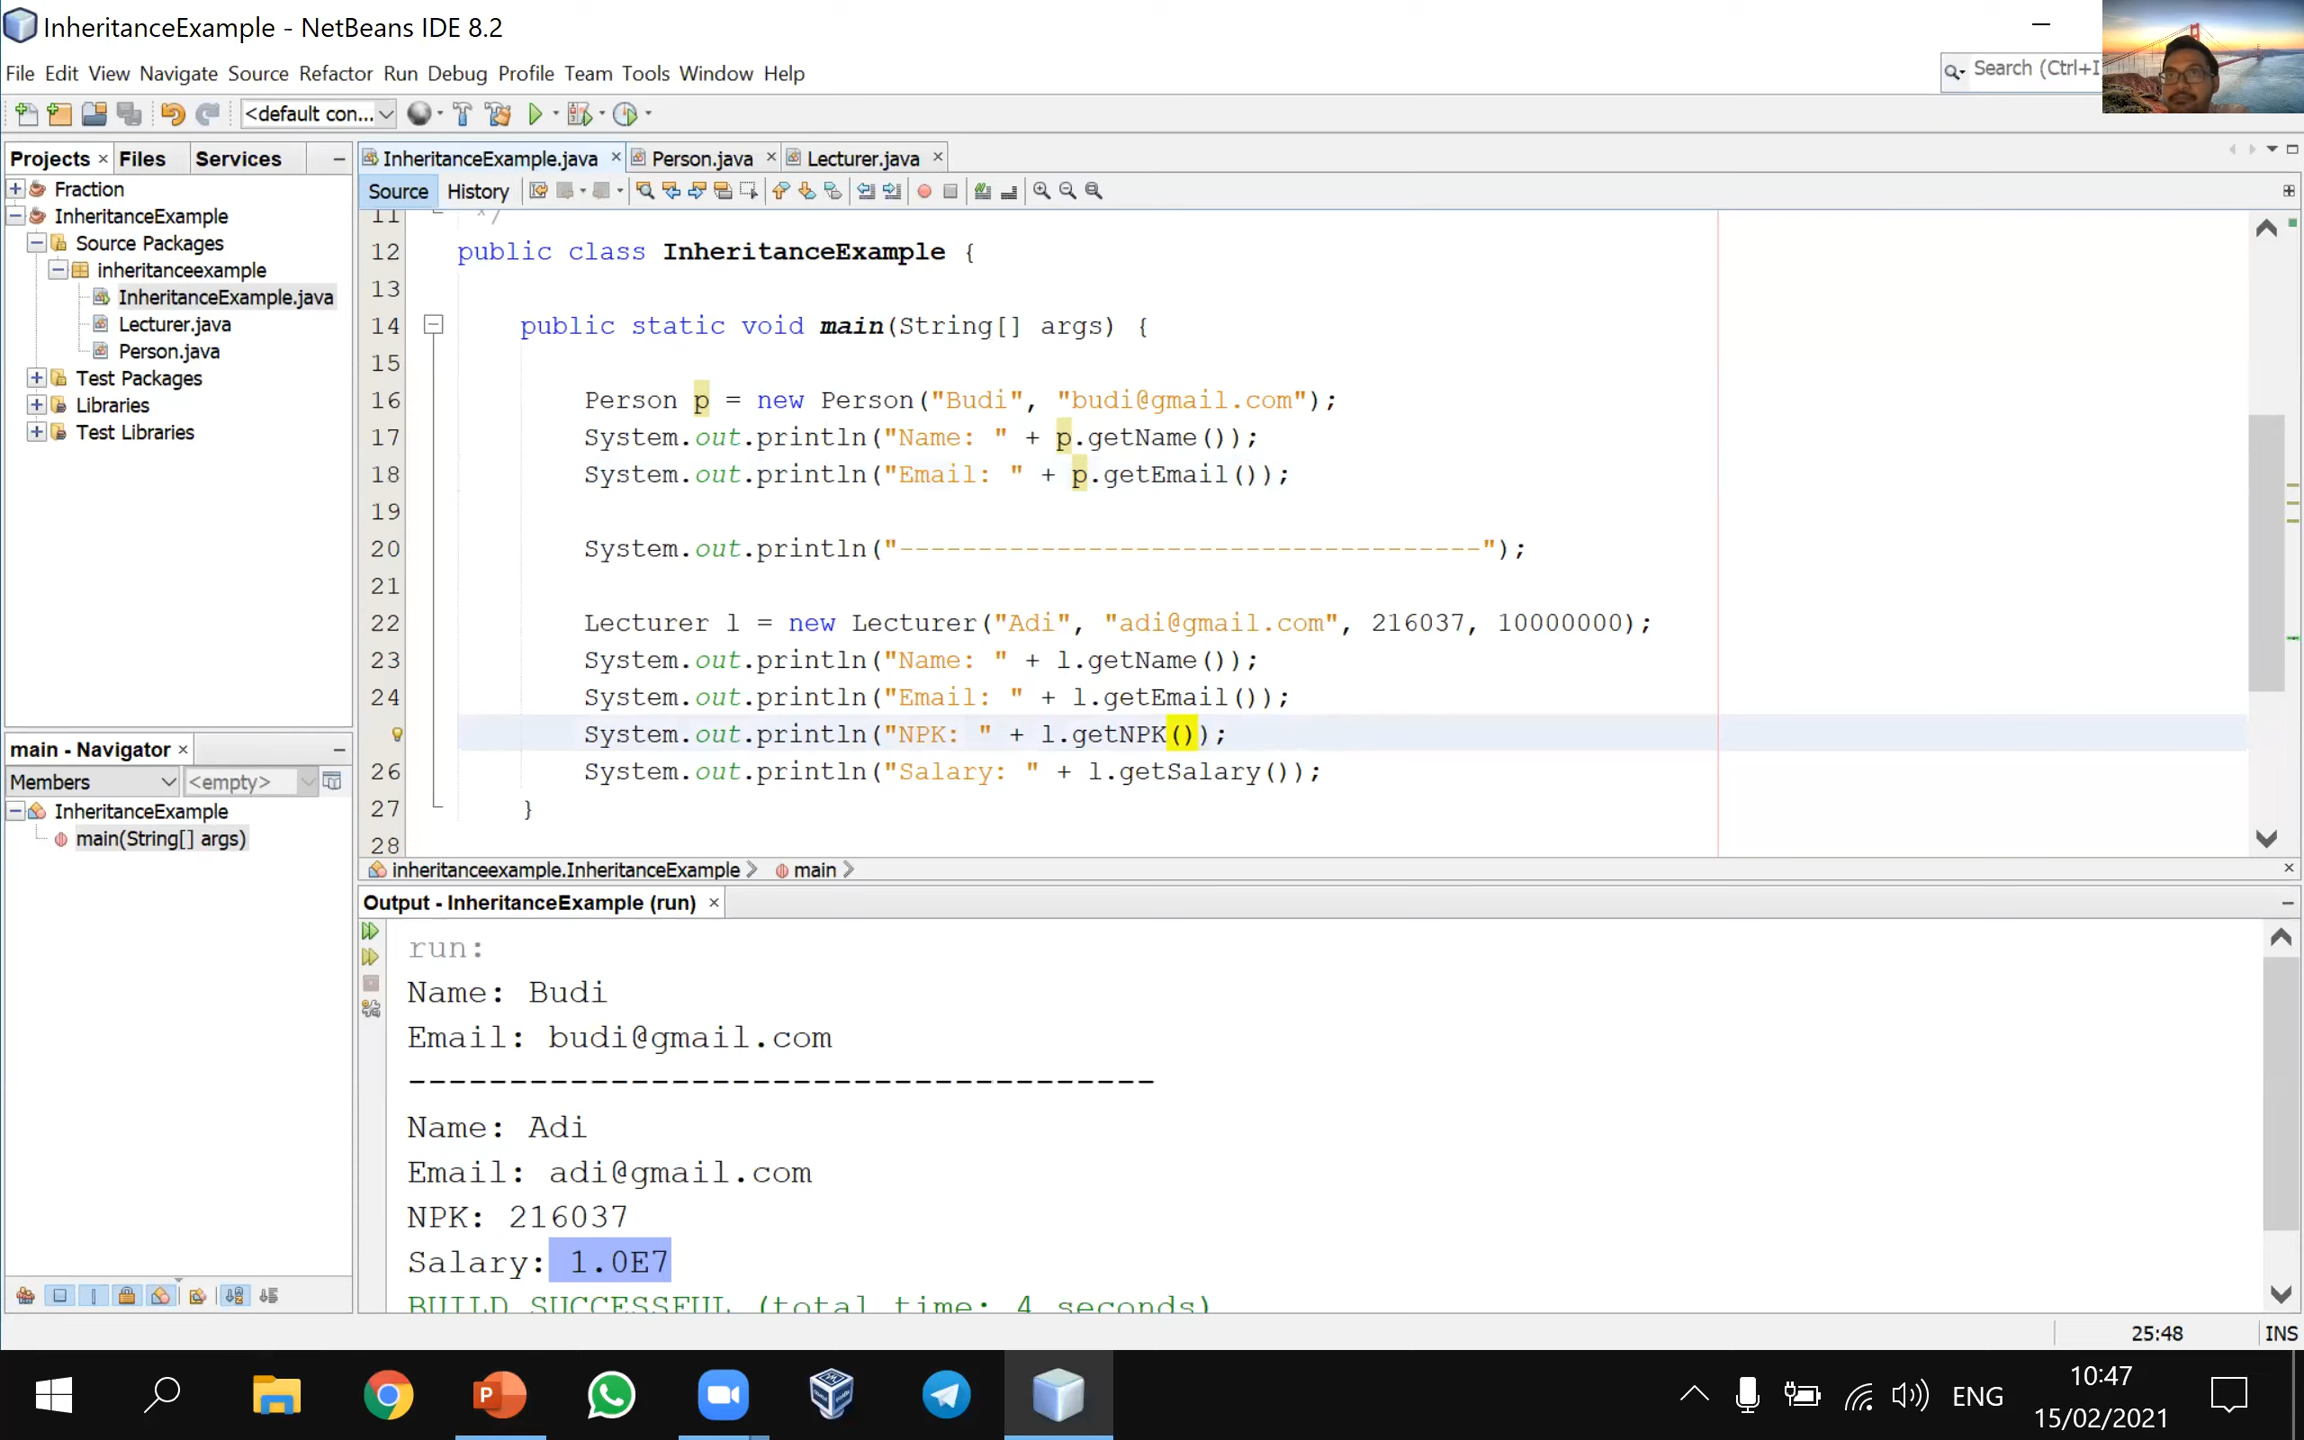 InheritanceExample - NetBeans IDE 8.2
File Edit View Navigate Source Refactor Run Debug Profile Team Tools Window Help
Search (Ctrl+I
<default con...
Projects Files Services
Fraction
InheritanceExample
Source Packages
inheritanceexample
InheritanceExample.java
Lecturer.java
Person.java
Test Packages
Libraries
Test Libraries
main - Navigator
Members <empty>
InheritanceExample
main(String[] args)
InheritanceExample.java Person.java Lecturer.java
Source History
11 */
12 public class InheritanceExample {
13
14 public static void main(String[] args) {
15
16 Person p = new Person("Budi", "budi@gmail.com");
17 System.out.println("Name: " + p.getName());
18 System.out.println("Email: " + p.getEmail());
19
20 System.out.println("-------------------------------------");
21
22 Lecturer l = new Lecturer("Adi", "adi@gmail.com", 216037, 10000000);
23 System.out.println("Name: " + l.getName());
24 System.out.println("Email: " + l.getEmail());
System.out.println("NPK: " + l.getNPK());
26 System.out.println("Salary: " + l.getSalary());
27 }
28
inheritanceexample.InheritanceExample main
Output - InheritanceExample (run)
run:
Name: Budi
Email: budi@gmail.com
-------------------------------------
Name: Adi
Email: adi@gmail.com
NPK: 216037
Salary: 1.0E7
BUILD SUCCESSFUL (total time: 4 seconds)
25:48 INS
ENG
10:47
15/02/2021